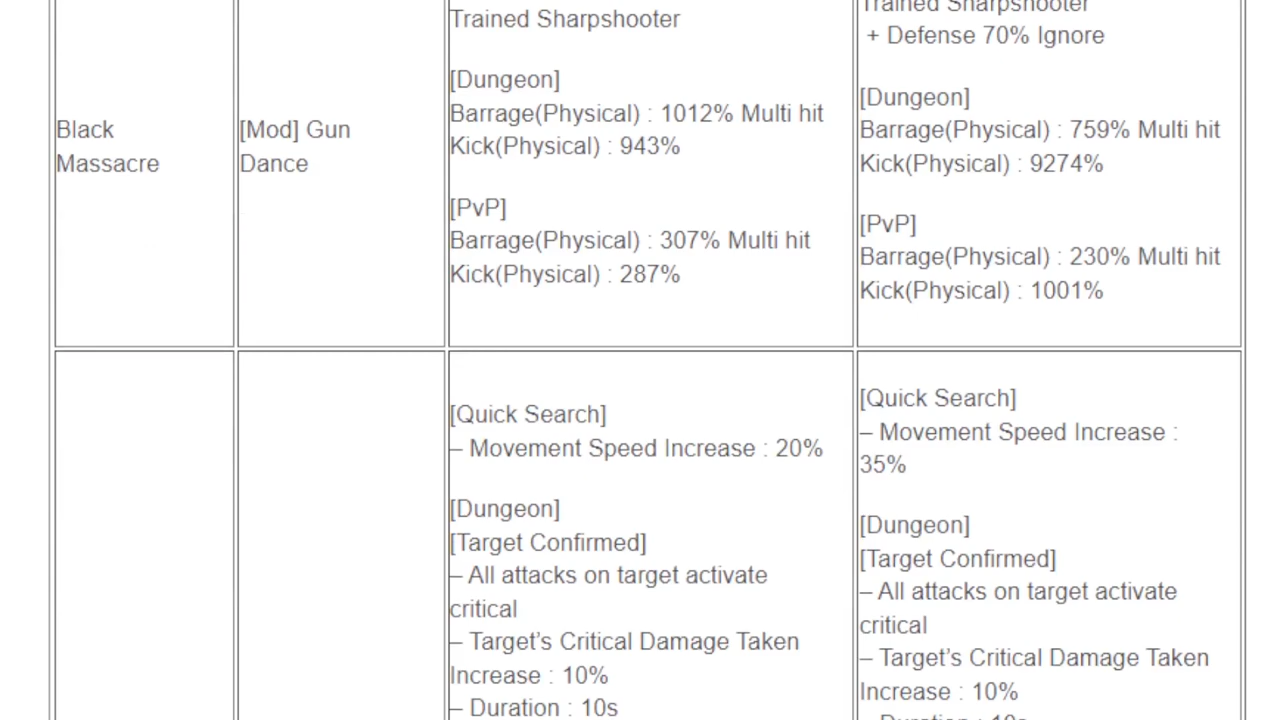 Black
Massacre
[Mod] Gun
Dance
Trained Sharpshooter
[Dungeon]
Barrage(Physical) : 1012% Multi hit
Kick(Physical) : 943%
[PvP]
Barrage(Physical) : 307% Multi hit
Kick(Physical) : 287%
Trained Sharpshooter
+ Defense 70% Ignore
[Dungeon]
Barrage(Physical) : 759% Multi hit
Kick(Physical) : 9274%
[PvP]
Barrage(Physical) : 230% Multi hit
Kick(Physical) : 1001%
[Quick Search]
– Movement Speed Increase : 20%
[Dungeon]
[Target Confirmed]
– All attacks on target activate
critical
– Target’s Critical Damage Taken
Increase : 10%
– Duration : 10s
[Quick Search]
– Movement Speed Increase :
35%
[Dungeon]
[Target Confirmed]
– All attacks on target activate
critical
– Target’s Critical Damage Taken
Increase : 10%
– Duration : 10s